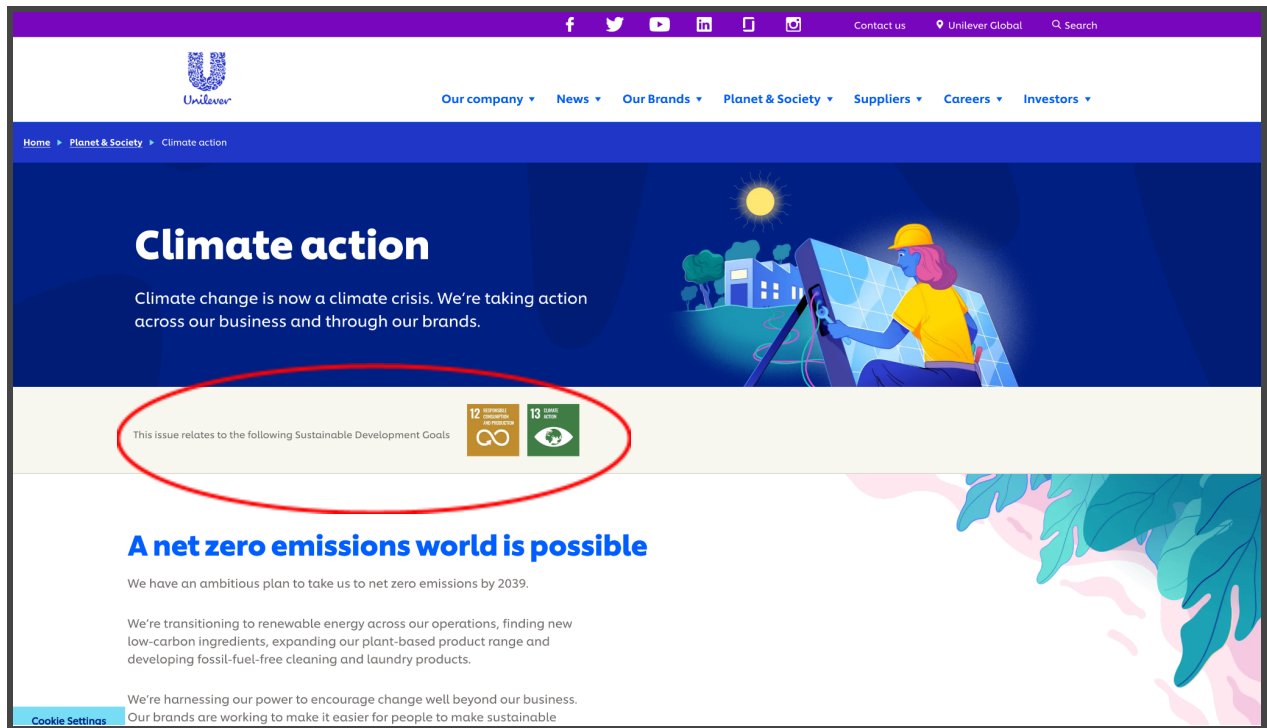 Contact us Unilever Global Search
Unilever
Our company News Our Brands Planet & Society Suppliers Careers Investors
Home Planet & Society Climate action
Climate action
Climate change is now a climate crisis. We're taking action
across our business and through our brands.
This issue relates to the following Sustainable Development Goals
12 RESPONSIBLE
CONSUMPTION
AND PRODUCTION
13 CLIMATE
ACTION
A net zero emissions world is possible
We have an ambitious plan to take us to net zero emissions by 2039.
We're transitioning to renewable energy across our operations, finding new
low-carbon ingredients, expanding our plant-based product range and
developing fossil-fuel-free cleaning and laundry products.
We're harnessing our power to encourage change well beyond our business.
Our brands are working to make it easier for people to make sustainable
Cookie Settings